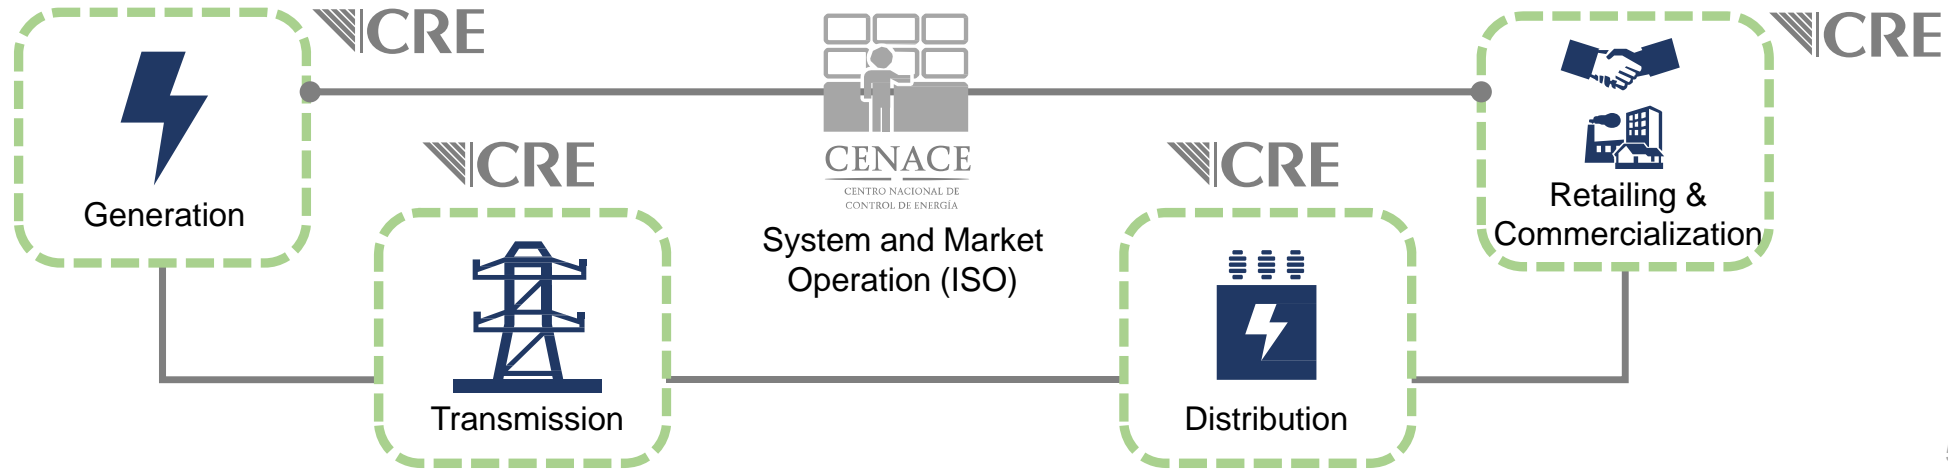 CRE
Generation
CRE
Transmission
CENACE
CENTRO NACIONAL DE
CONTROL DE ENERGÍA
System and Market
Operation (ISO)
CRE
Distribution
CRE
Retailing &
Commercialization